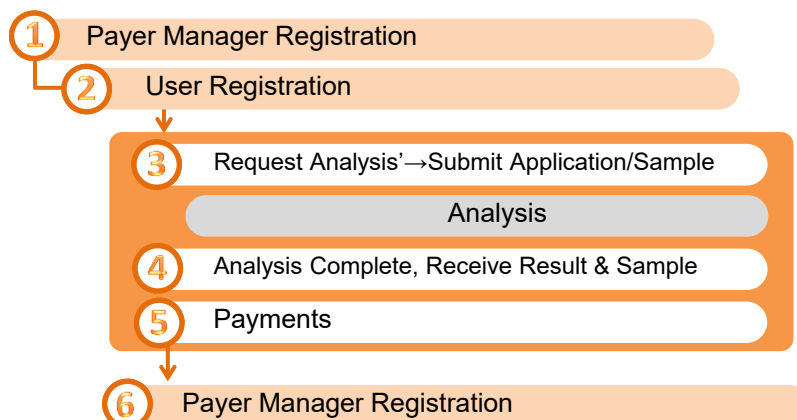 1 Payer Manager Registration
2 User Registration
3 Request Analysis’→Submit Application/Sample
Analysis
4 Analysis Complete, Receive Result & Sample
5 Payments
6 Payer Manager Registration